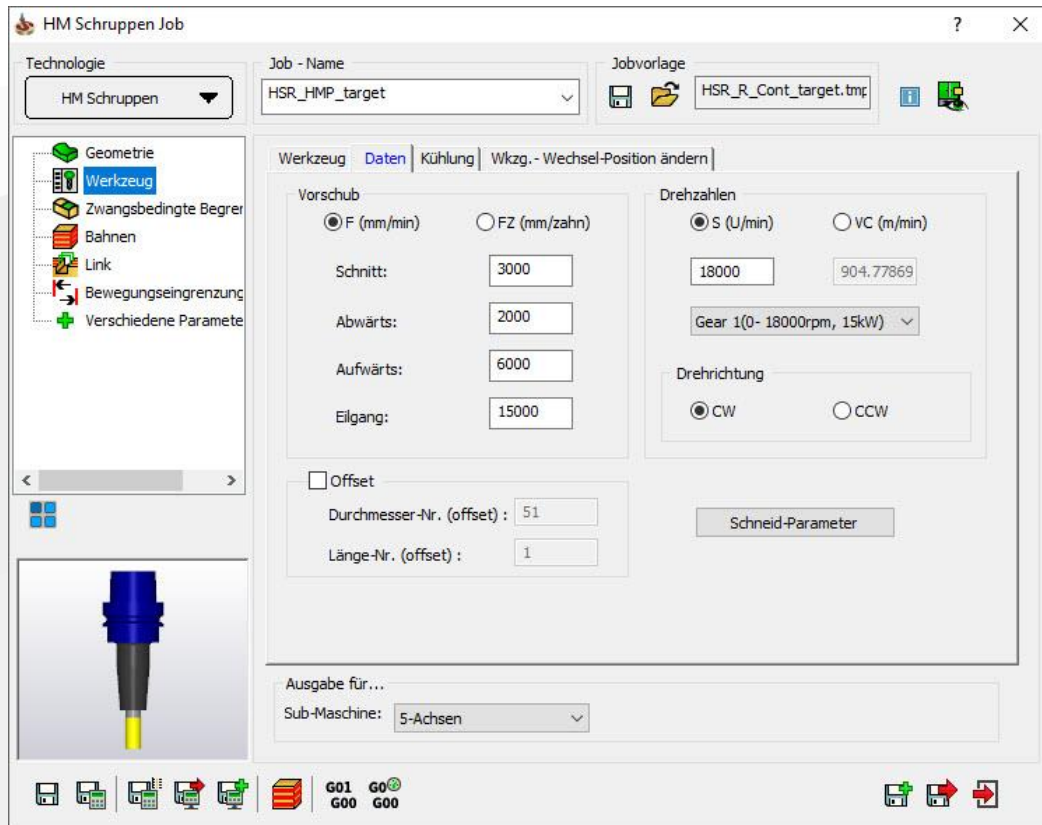 HM Schruppen Job
?
Technologie
HM Schruppen
Job - Name
HSR_HMP_target
Jobvorlage
HSR_R_Cont_target.tmp
Geometrie
Werkzeug
Zwangsbedingte Begrer
Bahnen
Link
Bewegungseingrenzung
Verschiedene Paramete
Werkzeug Daten Kühlung Wkzg.- Wechsel-Position ändern
Vorschub
F (mm/min) FZ (mm/zahn)
Schnitt: 3000
Abwärts: 2000
Aufwärts: 6000
Eilgang: 15000
Drehzahlen
S (U/min) VC (m/min)
18000 904.77869
Gear 1(0- 18000rpm, 15kW)
Drehrichtung
CW CCW
Offset
Durchmesser-Nr. (offset) : 51
Länge-Nr. (offset) : 1
Schneid-Parameter
Ausgabe für...
Sub-Maschine: 5-Achsen
G01 G0
G00 G00